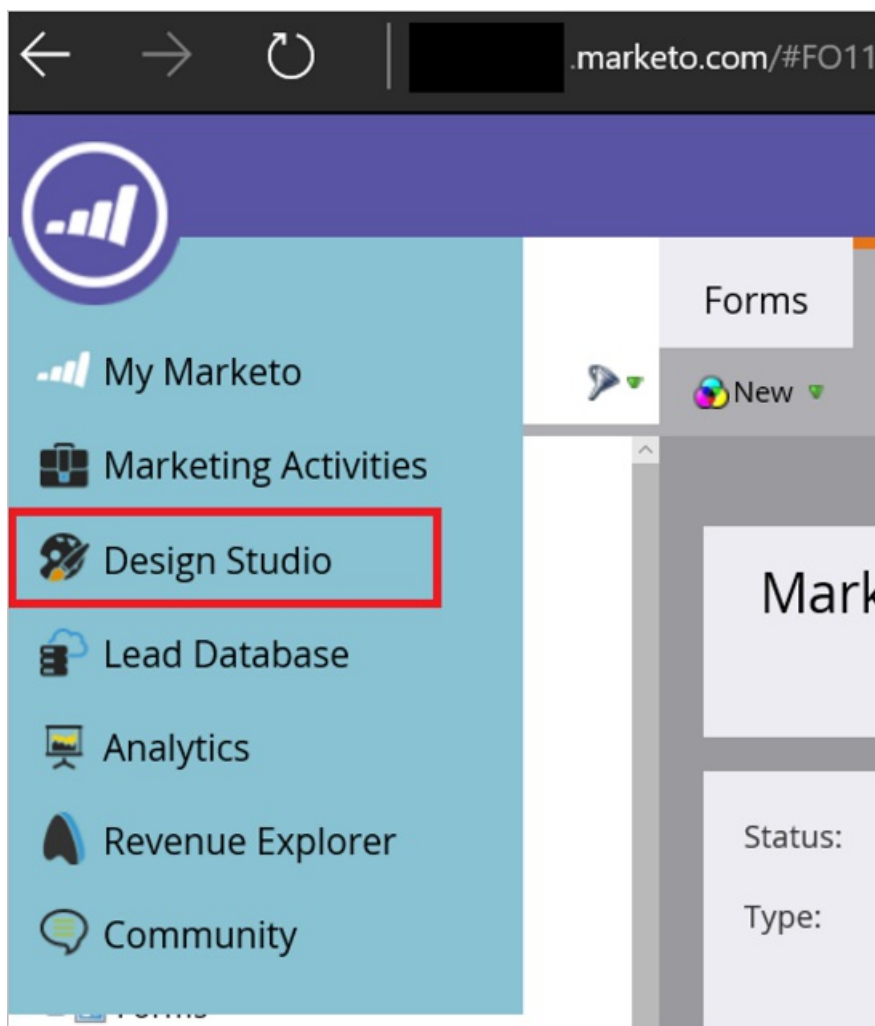 .marketo.com/#FO11
Forms
My Marketo
New
Marketing Activities
Design Studio
Mark
Lead Database
Analytics
Revenue Explorer
Status:
Type:
Community
Forms